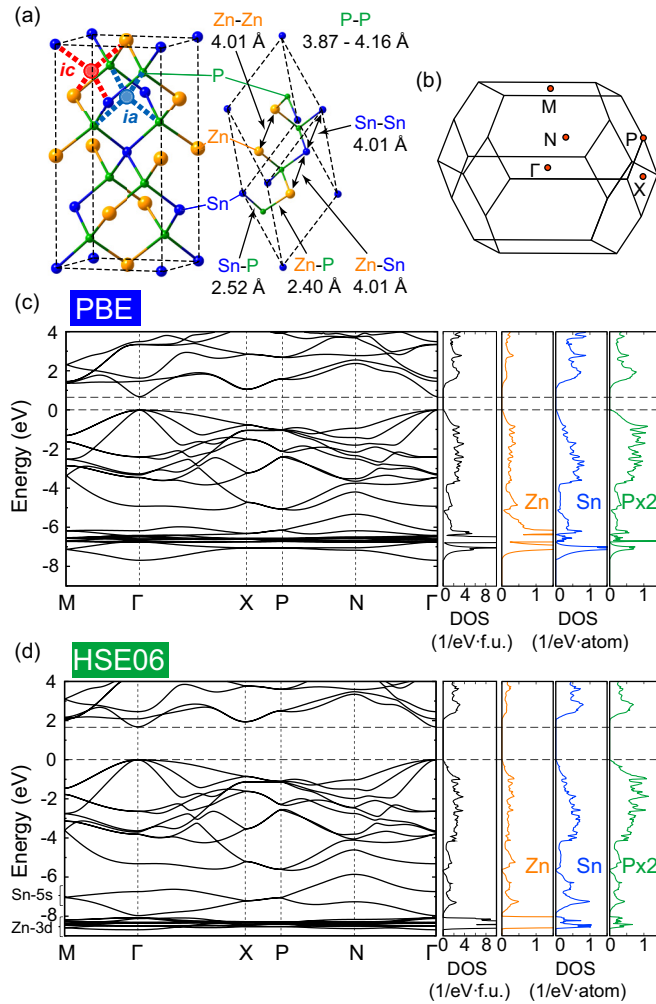 (a)
Zn-Zn
4.01 Å
P-P
3.87 - 4.16 Å
ic
ia
P
Zn
Sn
Sn-Sn
4.01 Å
Sn-P
2.52 Å
Zn-P
2.40 Å
Zn-Sn
4.01 Å
(b)
M
N
P
Γ
X
(c)
PBE
Energy (eV)
4
2
0
-2
-4
-6
-8
M Γ X P N Γ
Zn
Sn
Px2
0 4 8
0 1
0 1
0 1
DOS
(1/eV·f.u.)
DOS
(1/eV·atom)
(d)
HSE06
Energy (eV)
4
2
0
-2
-4
-6
-8
Sn-5s
Zn-3d
M Γ X P N Γ
Zn
Sn
Px2
0 4 8
0 1
0 1
0 1
DOS
(1/eV·f.u.)
DOS
(1/eV·atom)